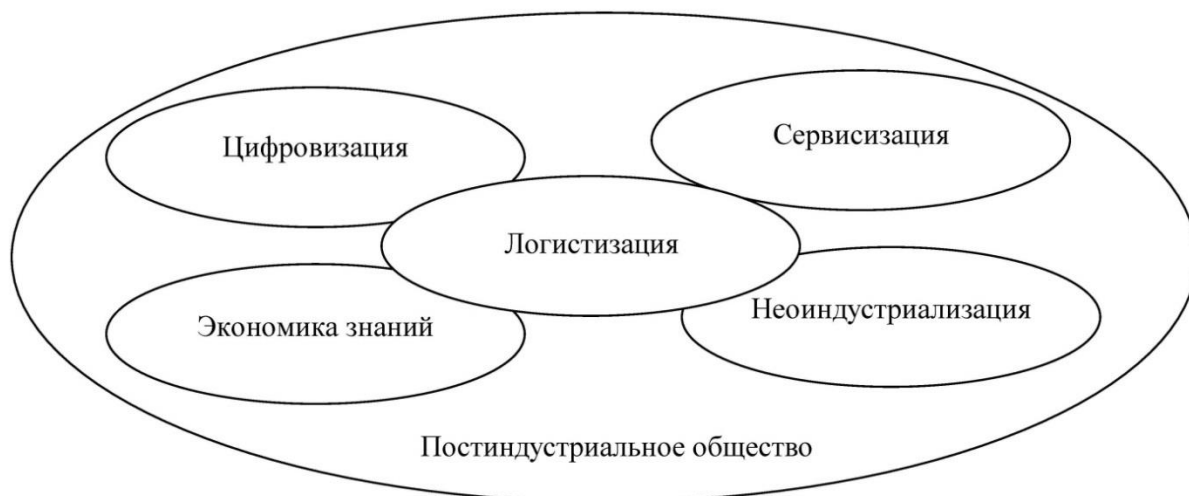 Цифровизация
Сервисизация
Логистизация
Экономика знаний
Неоиндустриализация
Постиндустриальное общество